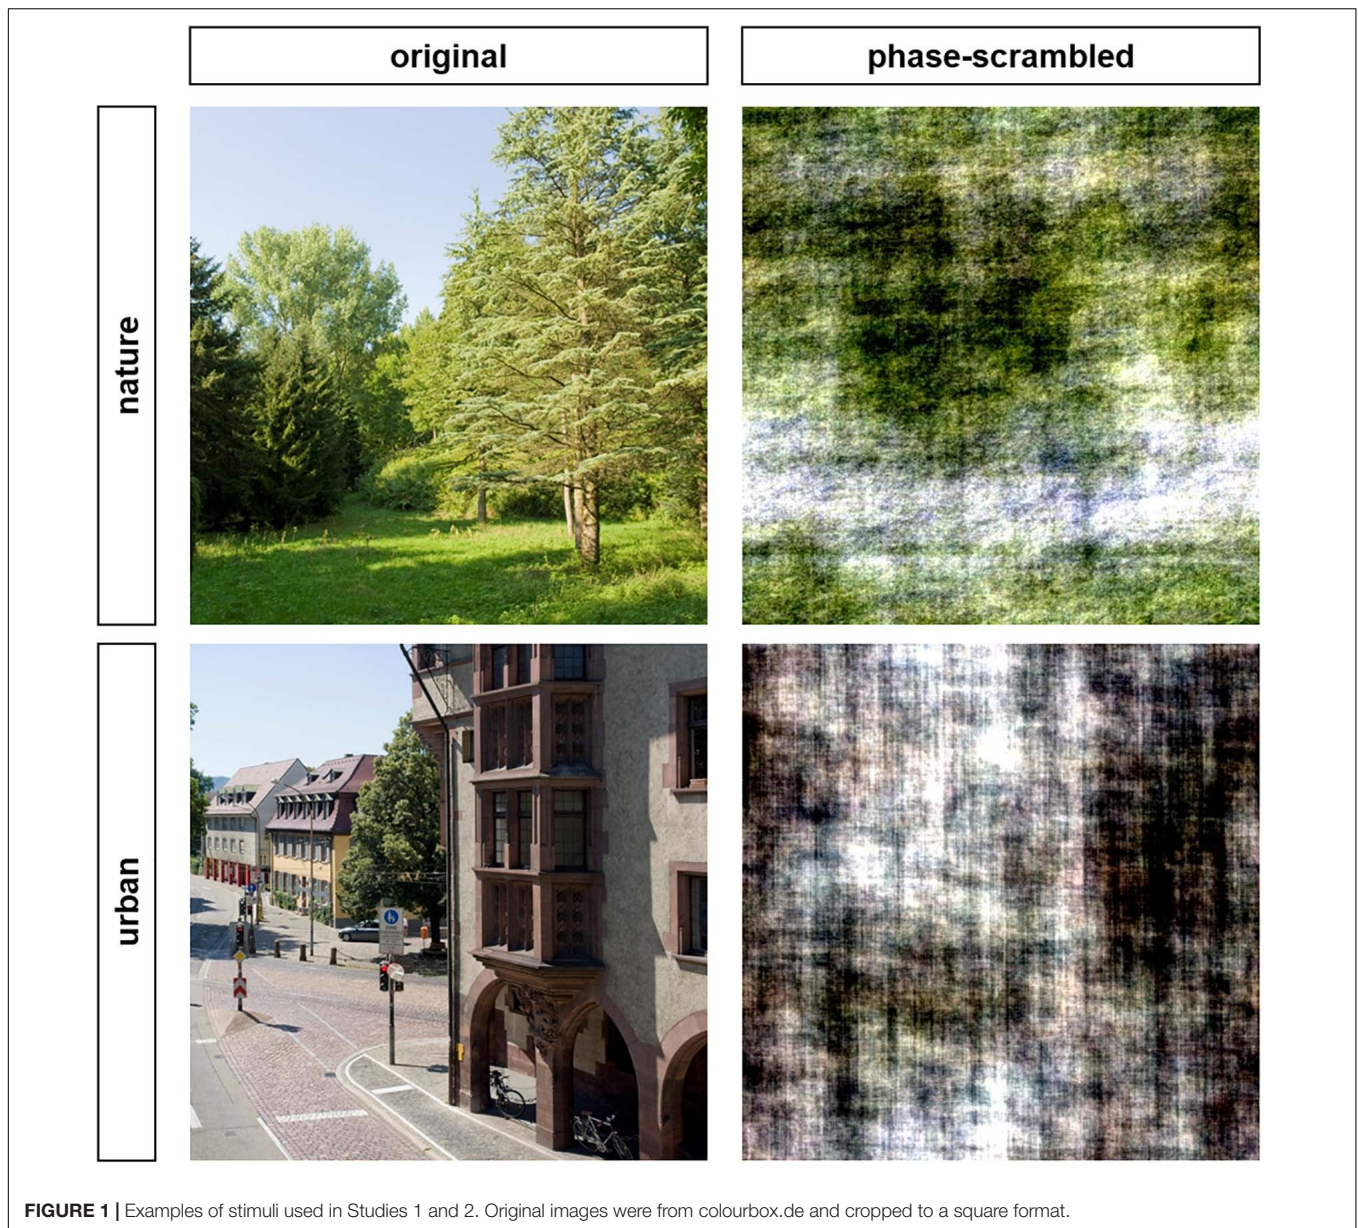 original
phase-scrambled
nature
urban
FIGURE 1 | Examples of stimuli used in Studies 1 and 2. Original images were from colourbox.de and cropped to a square format.